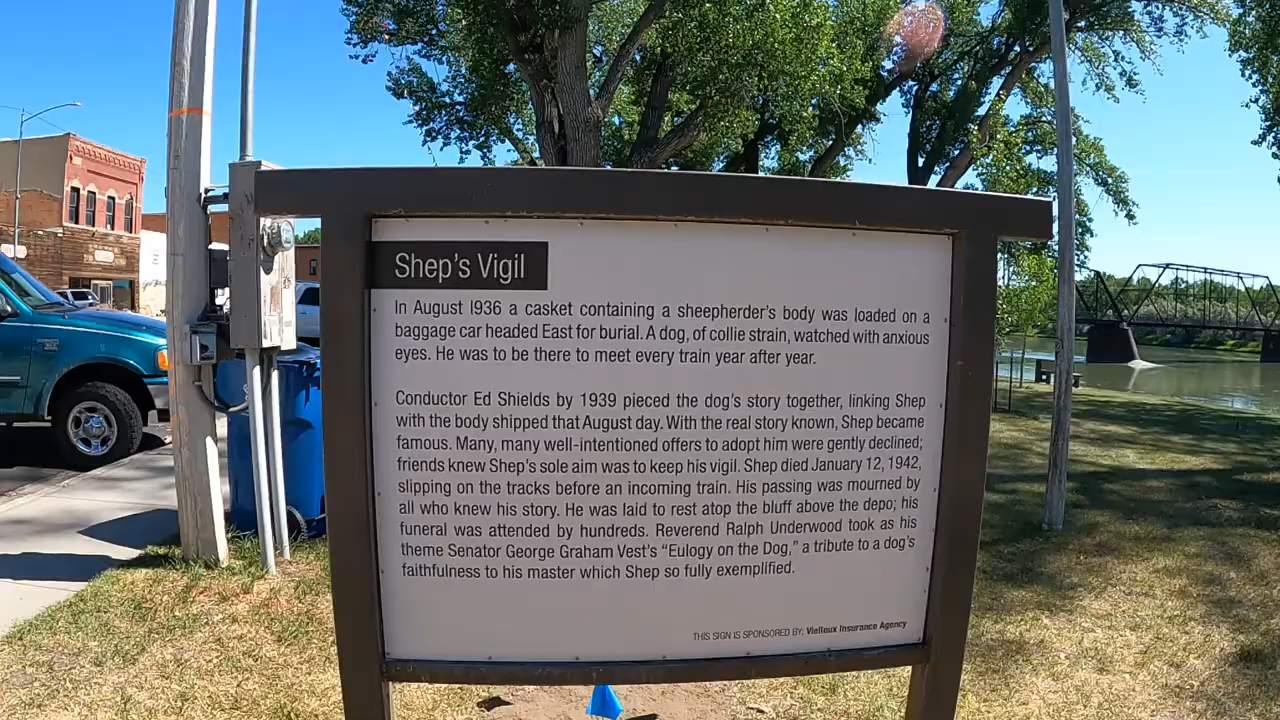 Shep's Vigil
In August 1936 a casket containing a sheepherder's body was loaded on a
baggage car headed East for burial. A dog, of collie strain, watched with anxious
eyes. He was to be there to meet every train year after year.
Conductor Ed Shields by 1939 pieced the dog's story together, linking Shep
with the body shipped that August day. With the real story known, Shep became
famous. Many, many well-intentioned offers to adopt him were gently declined;
friends knew Shep's sole aim was to keep his vigil. Shep died January 12, 1942,
slipping on the tracks before an incoming train. His passing was mourned by
all who knew his story. He was laid to rest atop the bluff above the depo; his
funeral was attended by hundreds. Reverend Ralph Underwood took as his
theme Senator George Graham Vest's “Eulogy on the Dog,” a tribute to a dog's
faithfulness to his master which Shep so fully exemplified.
THIS SIGN IS SPONSORED BY: Vielleux Insurance Agency